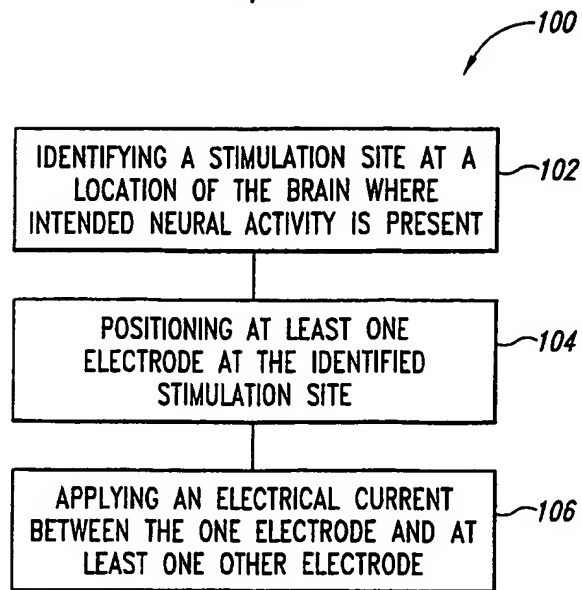 100
IDENTIFYING A STIMULATION SITE AT A
LOCATION OF THE BRAIN WHERE
INTENDED NEURAL ACTIVITY IS PRESENT
102
POSITIONING AT LEAST ONE
ELECTRODE AT THE IDENTIFIED
STIMULATION SITE
104
APPLYING AN ELECTRICAL CURRENT
BETWEEN THE ONE ELECTRODE AND AT
LEAST ONE OTHER ELECTRODE
106